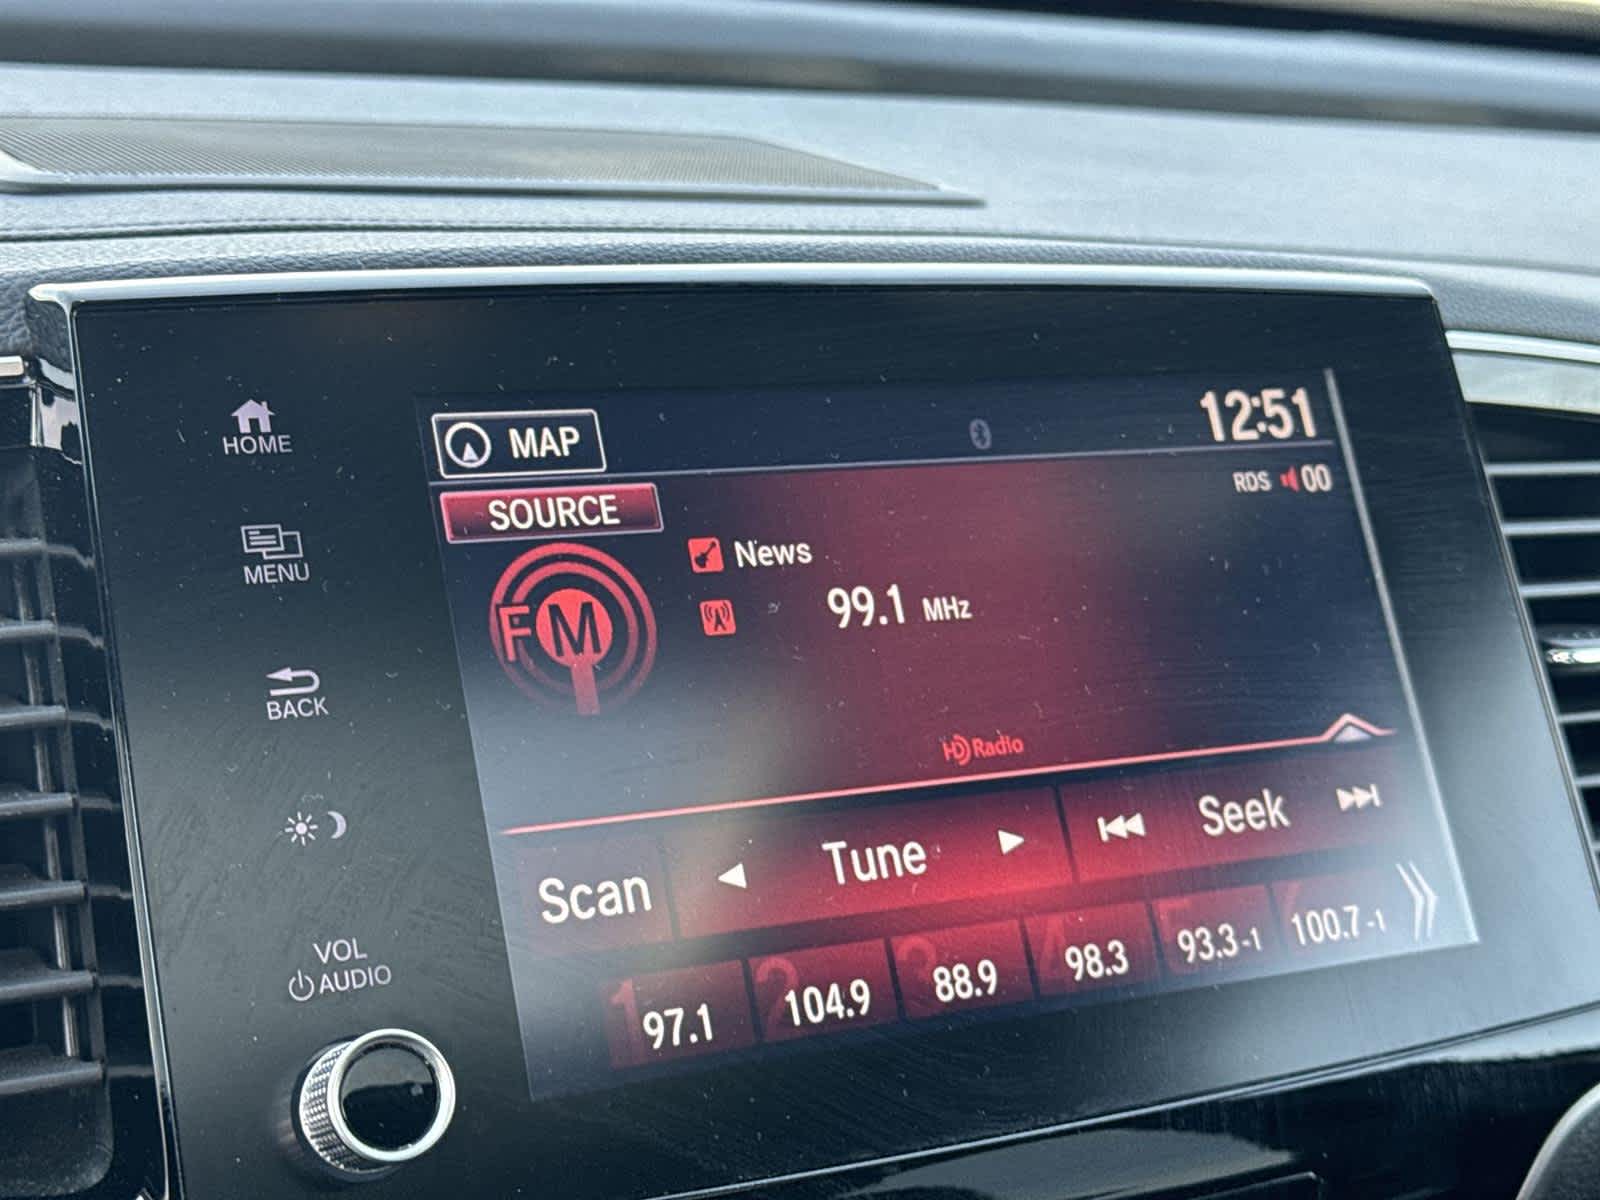 HOME
MENU
BACK
VOL
AUDIO
MAP
12:51
RDS 00
SOURCE
FM
News
99.1 MHz
HD Radio
Scan
Tune
Seek
1 97.1
2 104.9
3 88.9
4 98.3
5 93.3-1
6 100.7-1